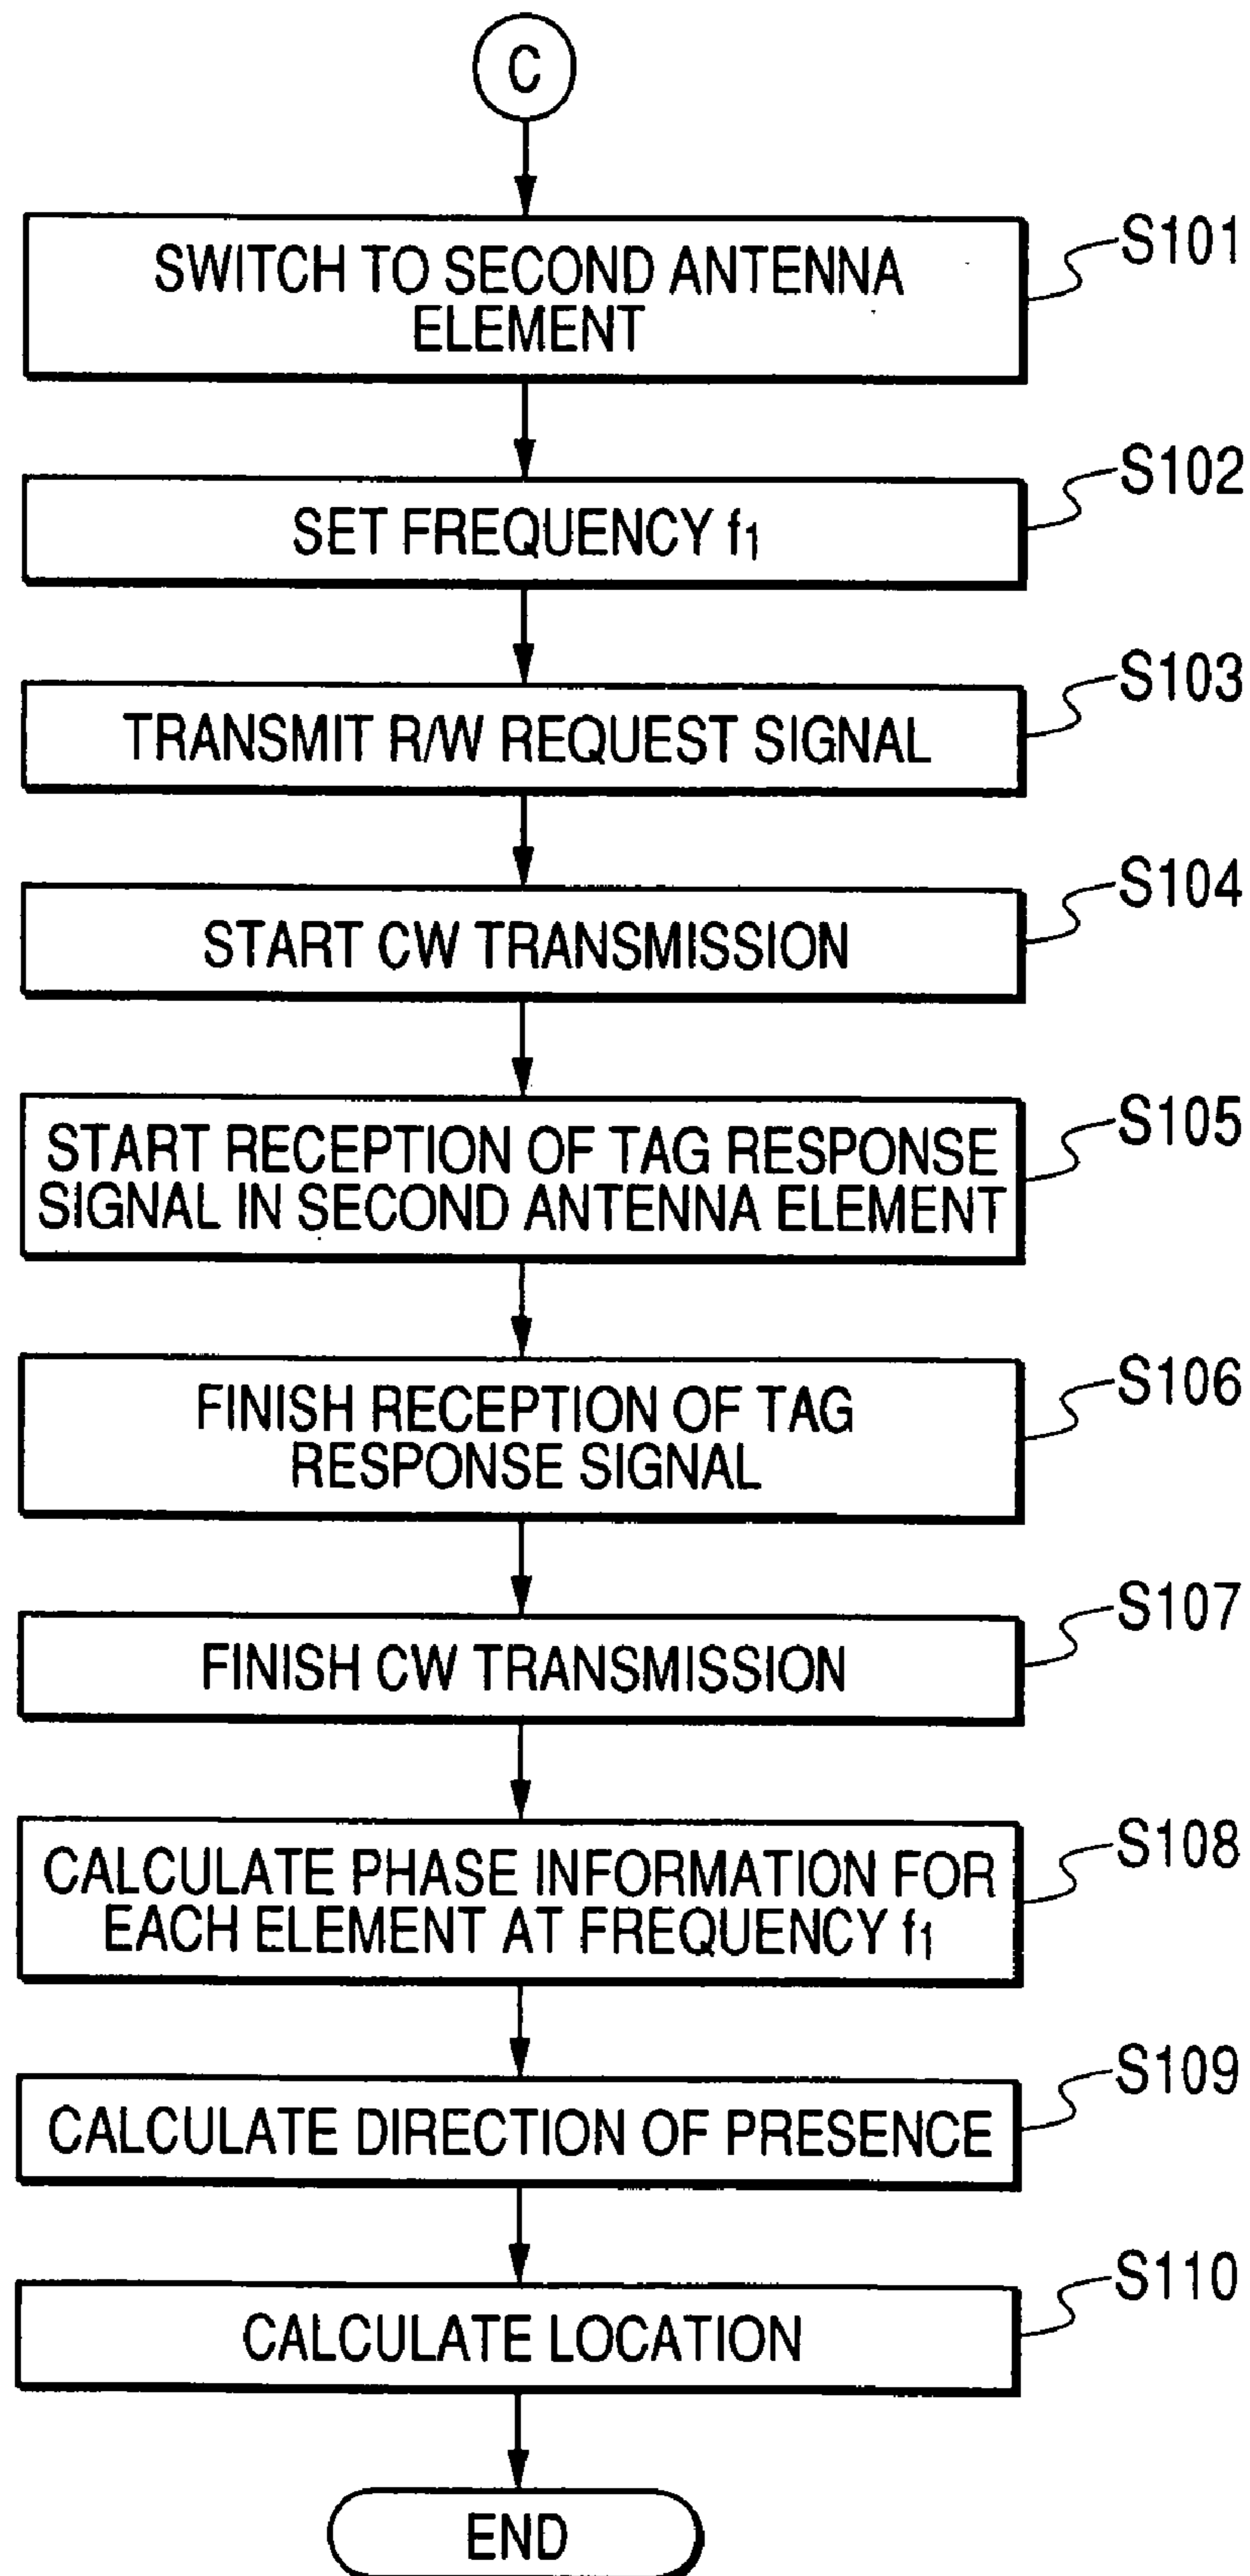 C
SWITCH TO SECOND ANTENNA
ELEMENT
S101
SET FREQUENCY f1
S102
TRANSMIT R/W REQUEST SIGNAL
S103
START CW TRANSMISSION
S104
START RECEPTION OF TAG RESPONSE
SIGNAL IN SECOND ANTENNA ELEMENT
S105
FINISH RECEPTION OF TAG
RESPONSE SIGNAL
S106
FINISH CW TRANSMISSION
S107
CALCULATE PHASE INFORMATION FOR
EACH ELEMENT AT FREQUENCY f1
S108
CALCULATE DIRECTION OF PRESENCE
S109
CALCULATE LOCATION
S110
END